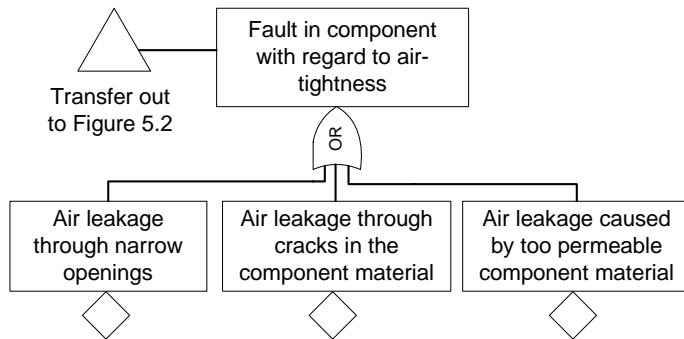 Fault in component
with regard to air-
tightness
Transfer out
to Figure 5.2
OR
Air leakage
through narrow
openings
Air leakage through
cracks in the
component material
Air leakage caused
by too permeable
component material